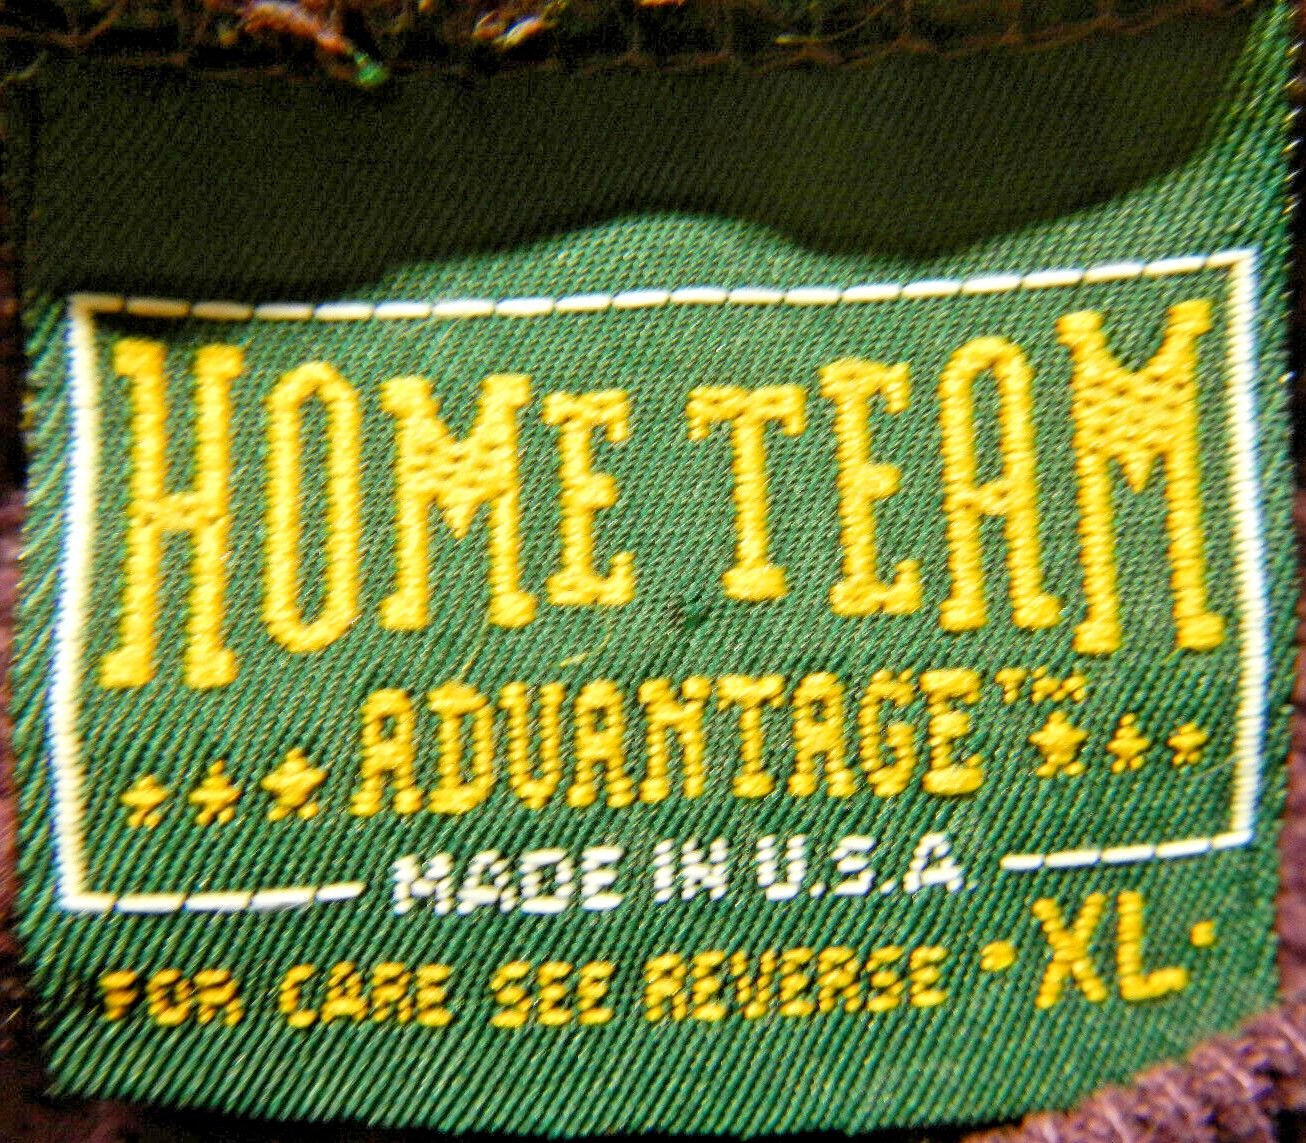 HOME TEAM
ADVANTAGE™
MADE IN U.S.A.
FOR CARE SEE REVERSE · XL ·